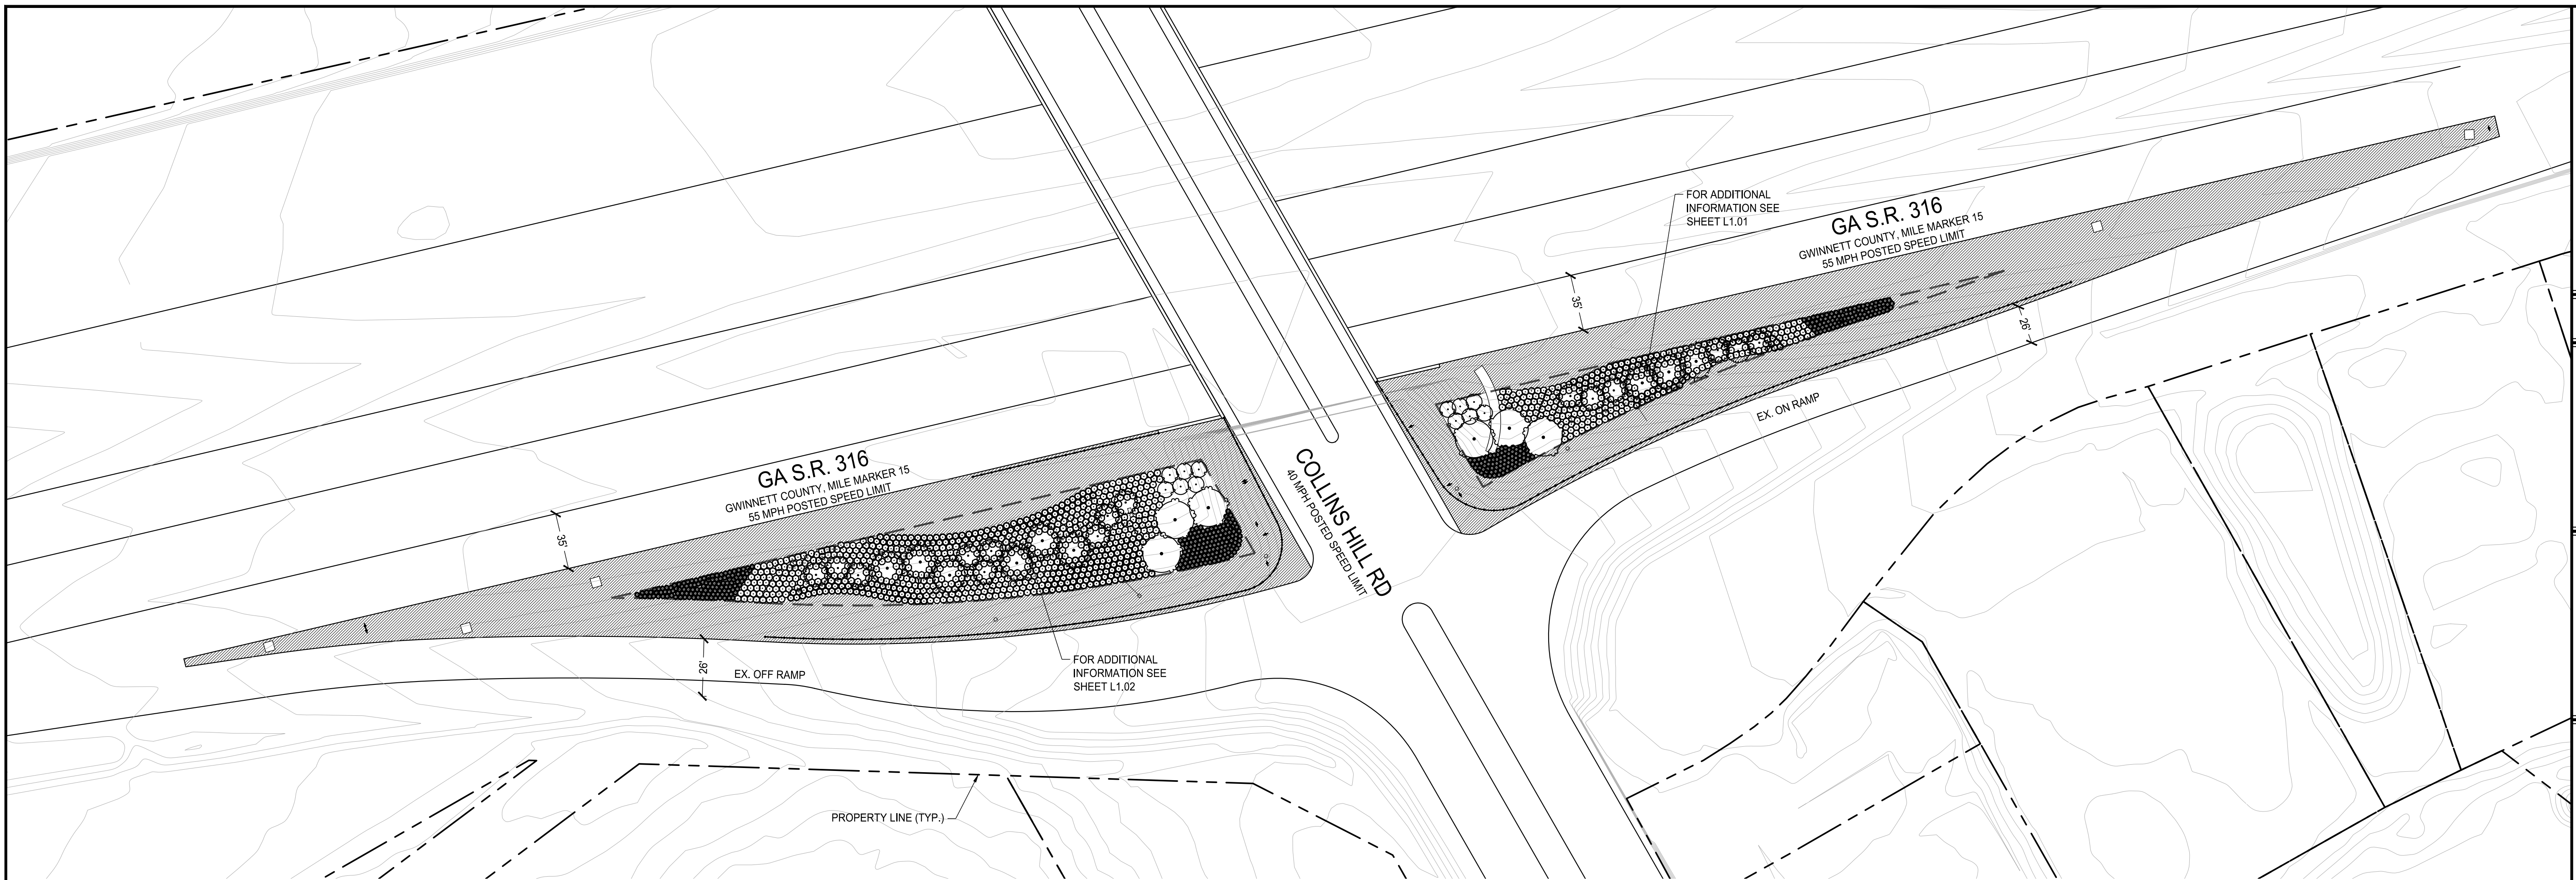 FOR ADDITIONAL
INFORMATION SEE
SHEET L1.01
GA S.R. 316
GWINNETT COUNTY, MILE MARKER 15
55 MPH POSTED SPEED LIMIT
35'
26'
EX. ON RAMP
GA S.R. 316
GWINNETT COUNTY, MILE MARKER 15
55 MPH POSTED SPEED LIMIT
35'
COLLINS HILL RD
40 MPH POSTED SPEED LIMIT
26'
EX. OFF RAMP
FOR ADDITIONAL
INFORMATION SEE
SHEET L1.02
PROPERTY LINE (TYP.)